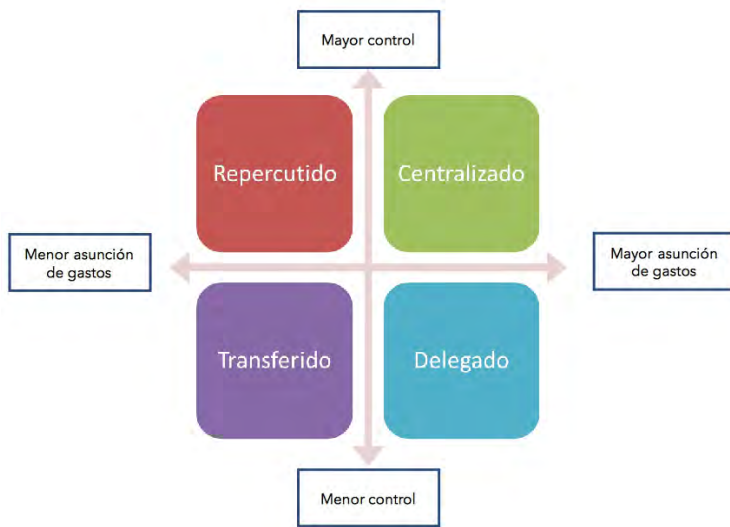 Mayor control
Repercutido
Centralizado
Menor asunción
de gastos
Mayor asunción
de gastos
Transferido
Delegado
Menor control